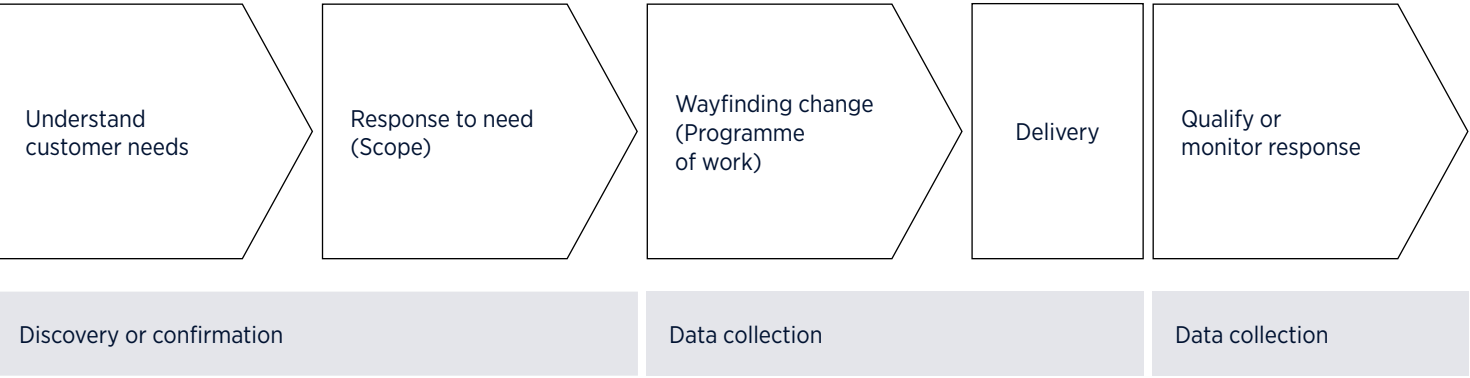 Understand
customer needs
Response to need
(Scope)
Wayfinding change
(Programme
of work)
Delivery
Qualify or
monitor response
Discovery or confirmation
Data collection
Data collection